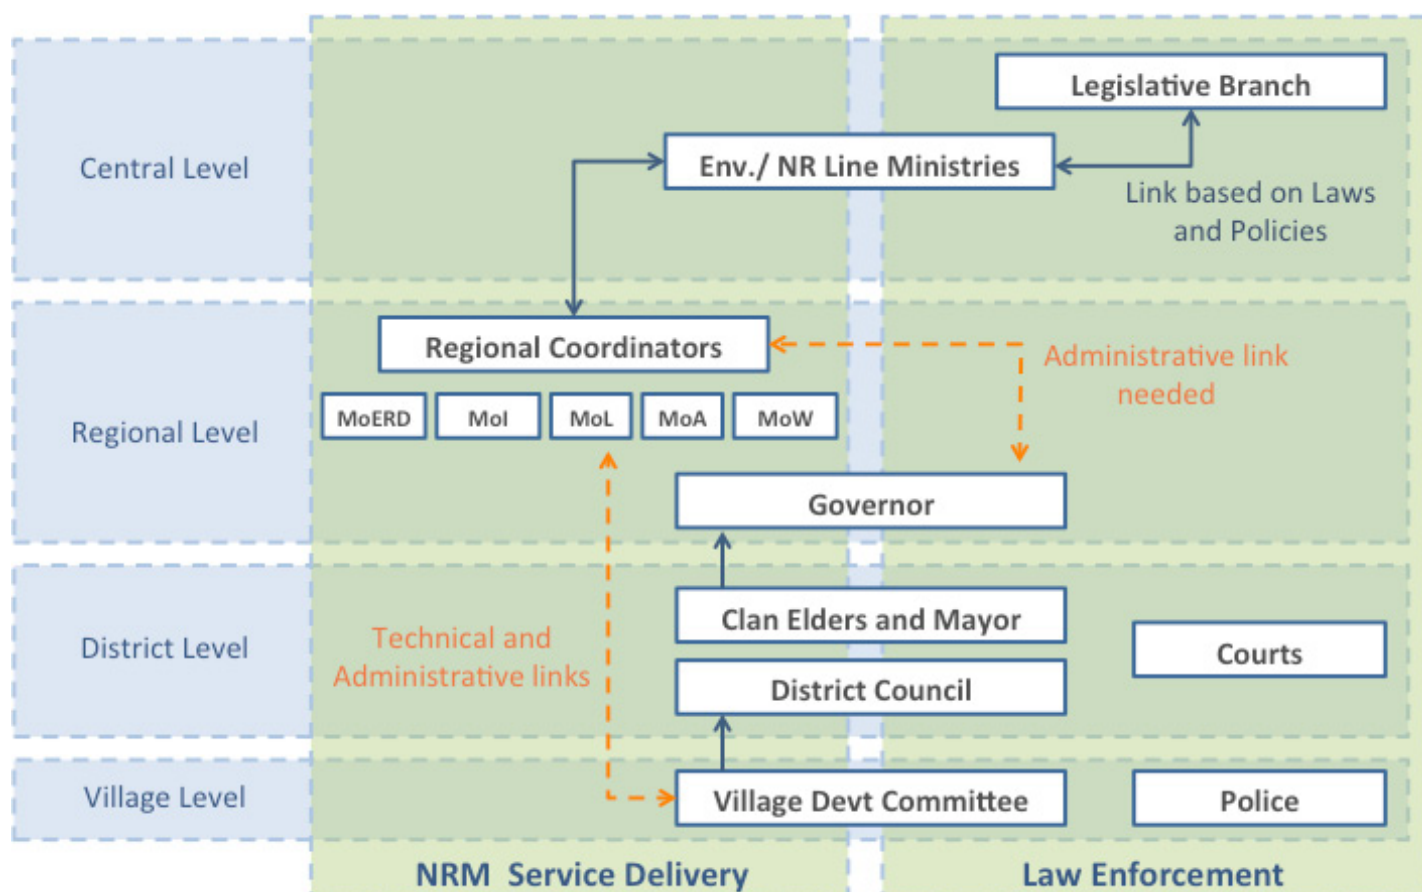 Legislative Branch
Central Level
Env./ NR Line Ministries
Link based on Laws
and Policies
Regional Coordinators
Administrative link
needed
Regional Level
MoERD
MoI
MoL
MoA
MoW
Governor
Clan Elders and Mayor
District Level
Technical and
Administrative links
Courts
District Council
Village Level
Village Devt Committee
Police
NRM Service Delivery
Law Enforcement